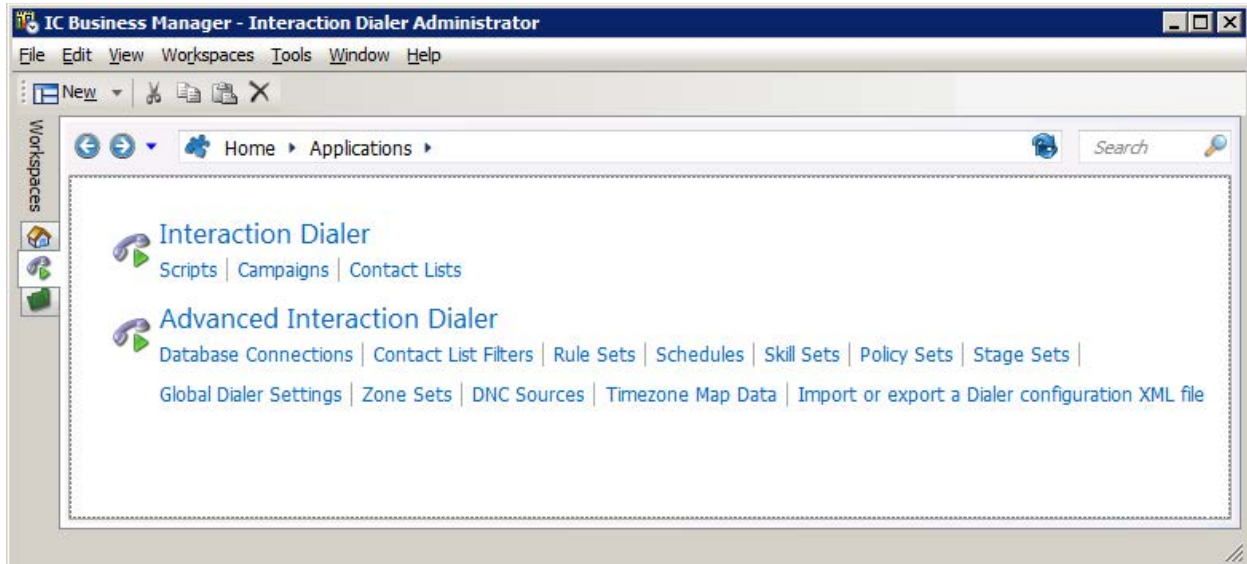 IC Business Manager - Interaction Dialer Administrator
File Edit View Workspaces Tools Window Help
New
Workspaces
Home Applications
Search
Interaction Dialer
Scripts | Campaigns | Contact Lists
Advanced Interaction Dialer
Database Connections | Contact List Filters | Rule Sets | Schedules | Skill Sets | Policy Sets | Stage Sets |
Global Dialer Settings | Zone Sets | DNC Sources | Timezone Map Data | Import or export a Dialer configuration XML file